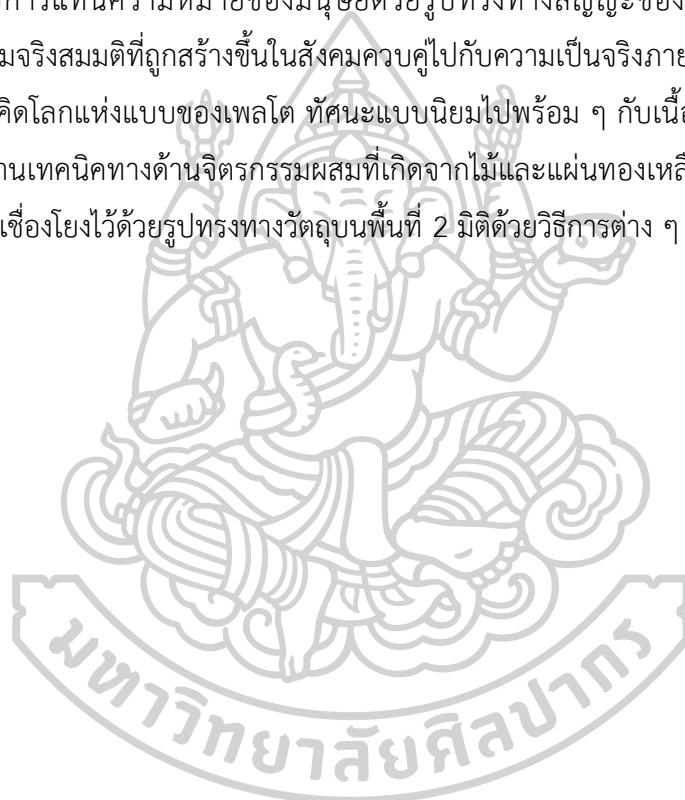 การแทนความหมายของมนุษย์ด้วยรูปทรงทางสัญญะของ
มจริงสมมติที่ถูกสร้างขึ้นในสังคมควบคู่ไปกับความเป็นจริงภาย
คิดโลกแห่งแบบของเพลโต ทัศนะแบบนิยมไปพร้อม ๆ กับเนื้อ
านเทคนิคทางด้านจิตรกรรมผสมที่เกิดจากไม้และแผ่นทองเหลื
เชื่องโยงไว้ด้วยรูปทรงทางวัตถุบนพื้นที่ 2 มิติด้วยวิธีการต่าง ๆ
มหาวิทยาลัยศิลปากร